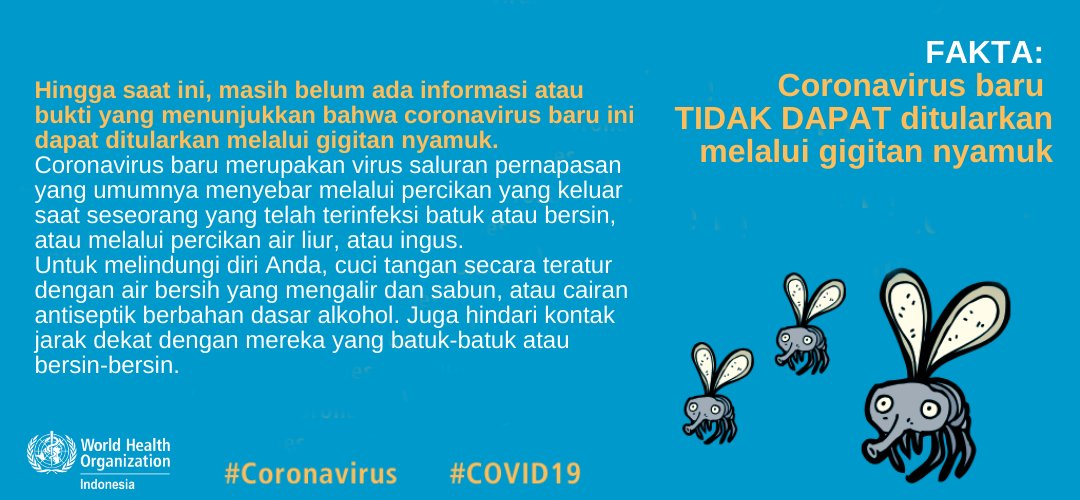 FAKTA:
Coronavirus baru
TIDAK DAPAT ditularkan
melalui gigitan nyamuk
Hingga saat ini, masih belum ada informasi atau
bukti yang menunjukkan bahwa coronavirus baru ini
dapat ditularkan melalui gigitan nyamuk.
Coronavirus baru merupakan virus saluran pernapasan
yang umumnya menyebar melalui percikan yang keluar
saat seseorang yang telah terinfeksi batuk atau bersin,
atau melalui percikan air liur, atau ingus.
Untuk melindungi diri Anda, cuci tangan secara teratur
dengan air bersih yang mengalir dan sabun, atau cairan
antiseptik berbahan dasar alkohol. Juga hindari kontak
jarak dekat dengan mereka yang batuk-batuk atau
bersin-bersin.
World Health
Organization
Indonesia
#Coronavirus #COVID19